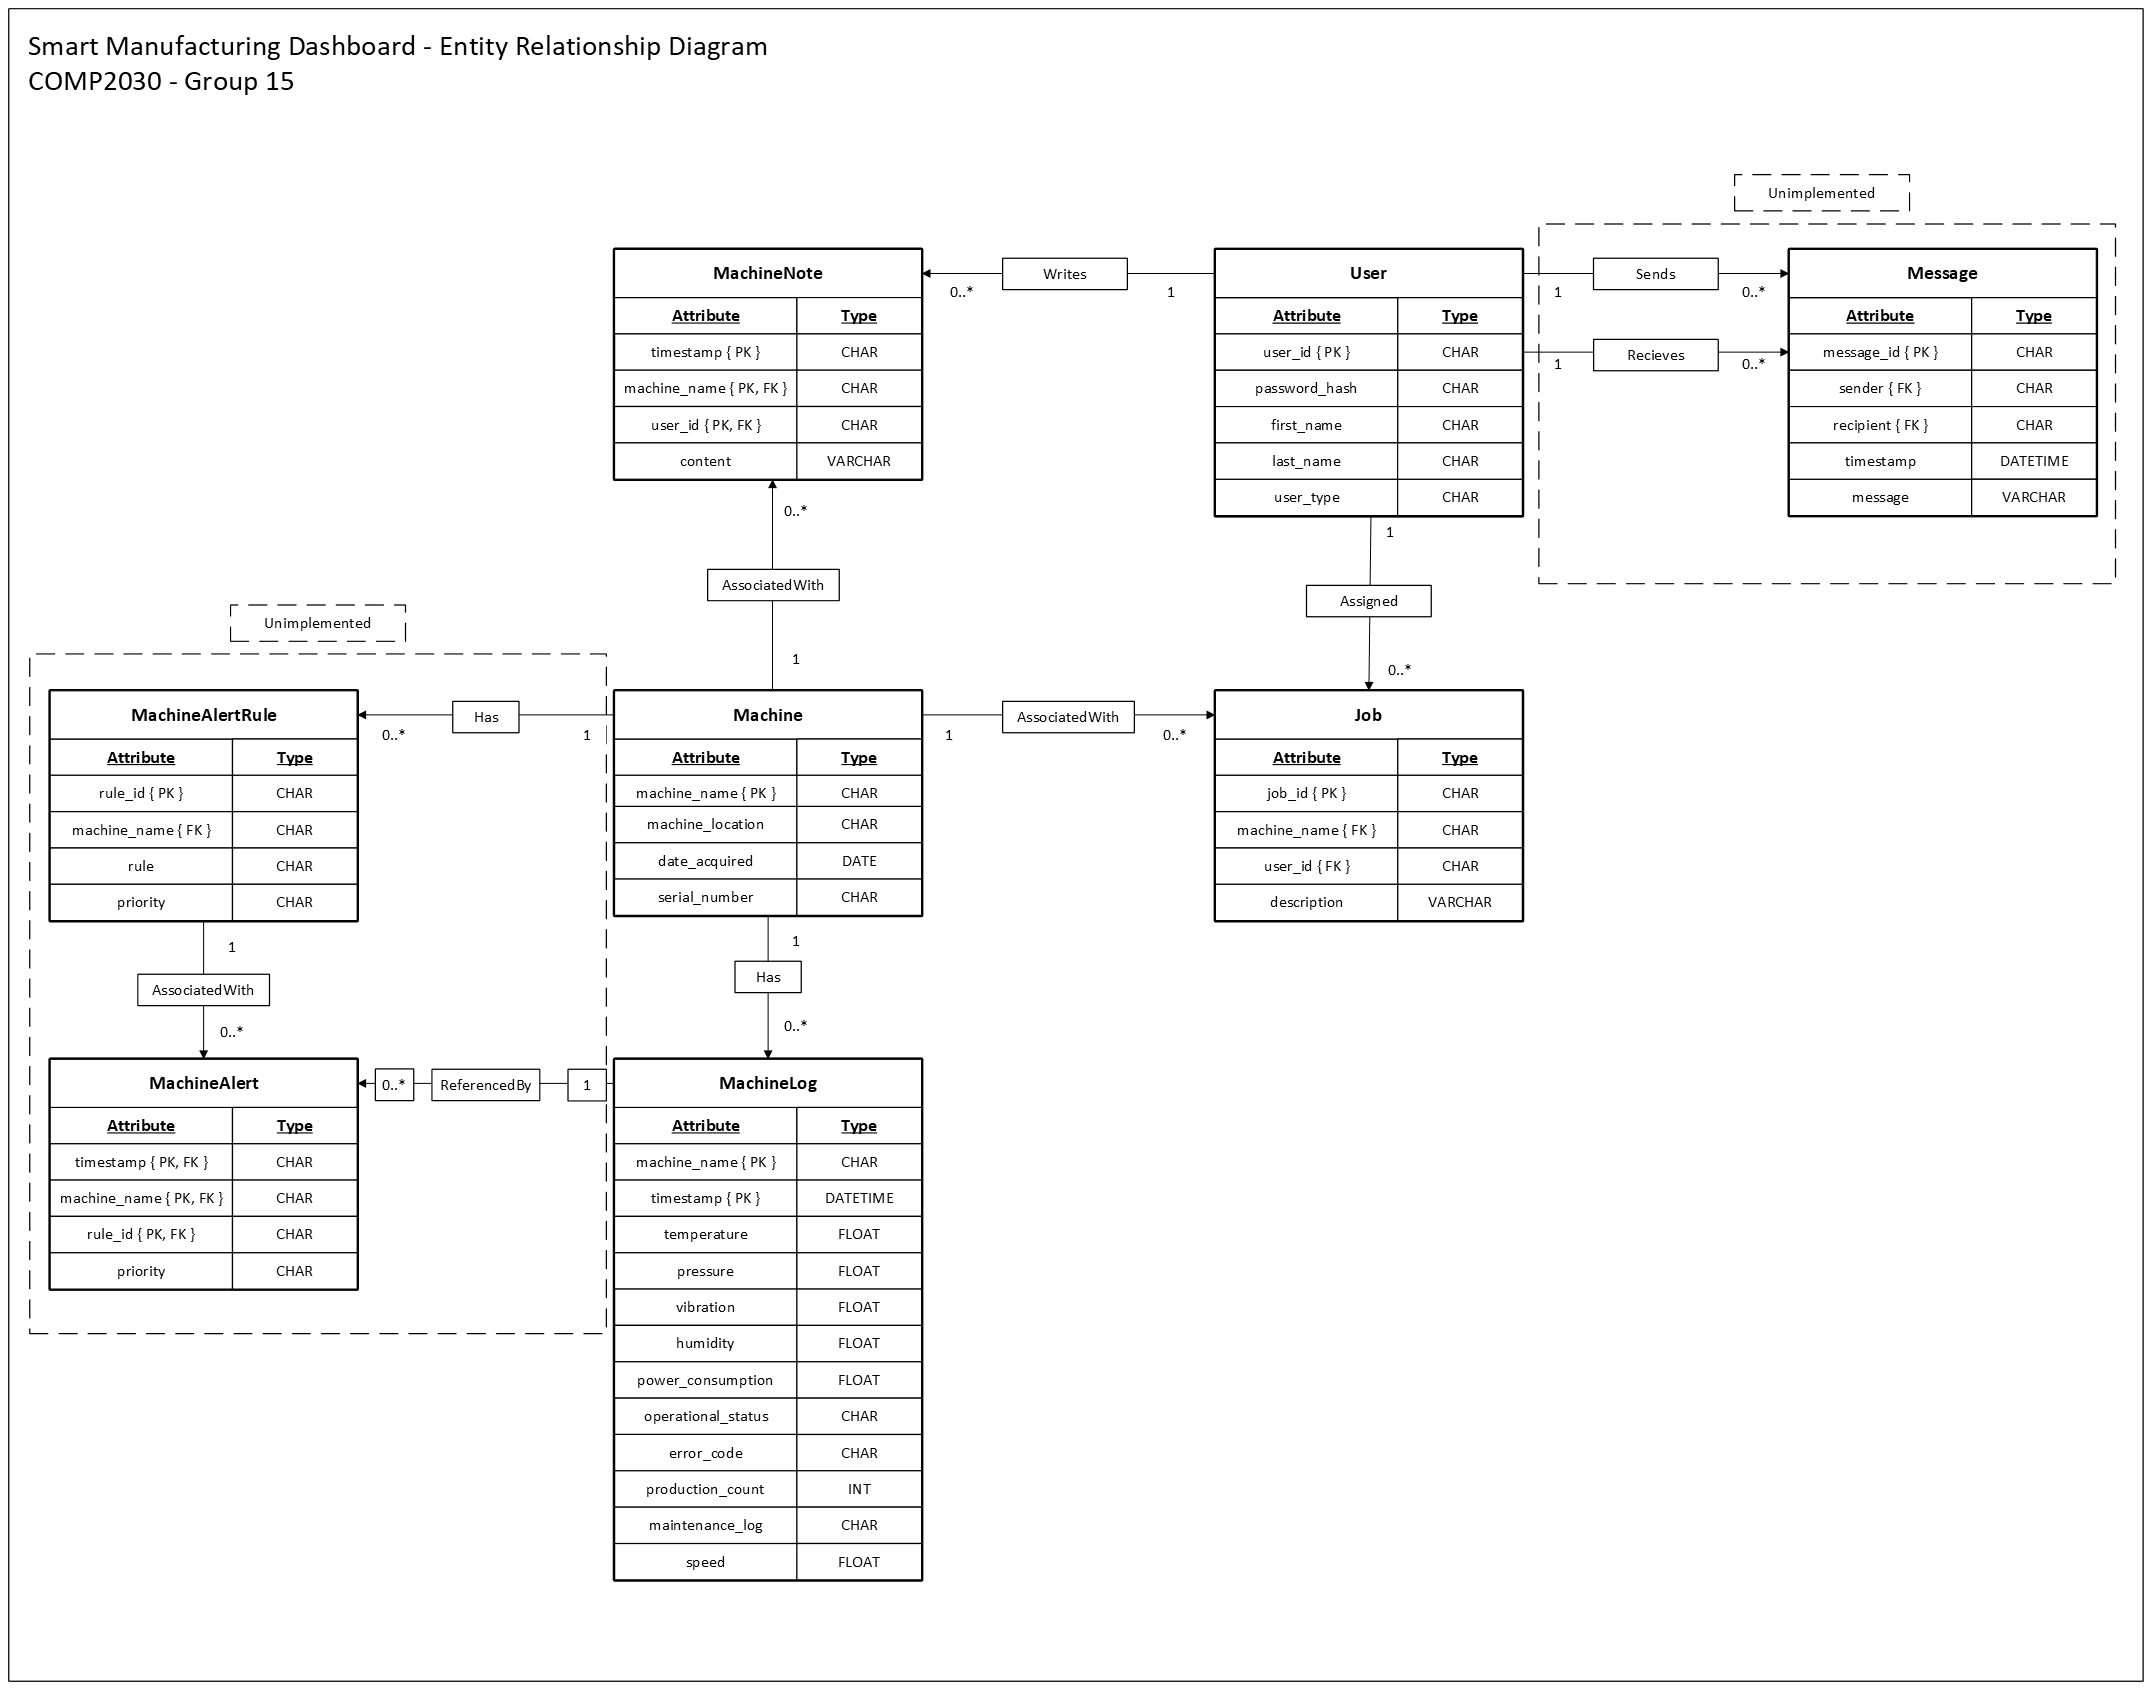 Smart Manufacturing Dashboard - Entity Relationship Diagram
COMP2030 - Group 15
Unimplemented
MachineNote
Attribute Type
timestamp { PK } CHAR
machine_name { PK, FK } CHAR
user_id { PK, FK } CHAR
content VARCHAR
0..* Writes 1
User
Attribute Type
user_id { PK } CHAR
password_hash CHAR
first_name CHAR
last_name CHAR
user_type CHAR
1 Sends 0..*
1 Recieves 0..*
Message
Attribute Type
message_id { PK } CHAR
sender { FK } CHAR
recipient { FK } CHAR
timestamp DATETIME
message VARCHAR
0..*
AssociatedWith
1
1
Assigned
0..*
Unimplemented
MachineAlertRule
Attribute Type
rule_id { PK } CHAR
machine_name { FK } CHAR
rule CHAR
priority CHAR
0..* Has 1
Machine
Attribute Type
machine_name { PK } CHAR
machine_location CHAR
date_acquired DATE
serial_number CHAR
1 AssociatedWith 0..*
Job
Attribute Type
job_id { PK } CHAR
machine_name { FK } CHAR
user_id { FK } CHAR
description VARCHAR
1
AssociatedWith
0..*
1
Has
0..*
MachineAlert
Attribute Type
timestamp { PK, FK } CHAR
machine_name { PK, FK } CHAR
rule_id { PK, FK } CHAR
priority CHAR
0..* ReferencedBy 1
MachineLog
Attribute Type
machine_name { PK } CHAR
timestamp { PK } DATETIME
temperature FLOAT
pressure FLOAT
vibration FLOAT
humidity FLOAT
power_consumption FLOAT
operational_status CHAR
error_code CHAR
production_count INT
maintenance_log CHAR
speed FLOAT